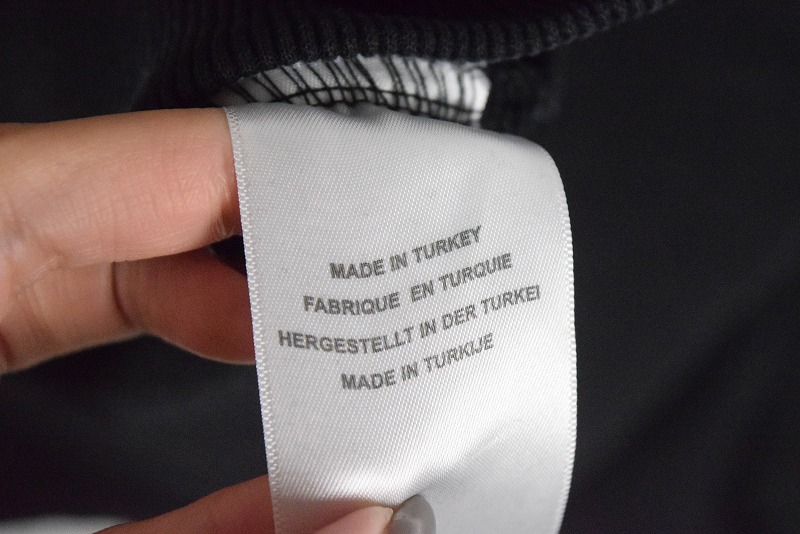 MADE IN TURKEY
FABRIQUE EN TURQUIE
HERGESTELLT IN DER TURKEI
MADE IN TURKIJE